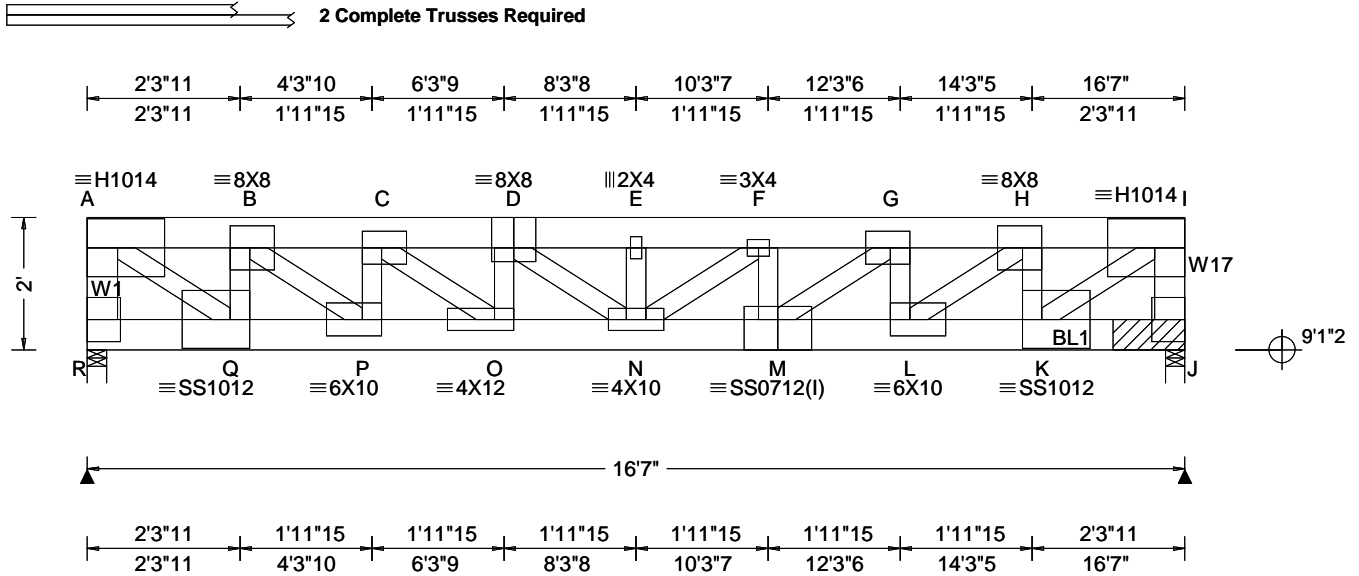 2 Complete Trusses Required
2'3"11 4'3"10 6'3"9 8'3"8 10'3"7 12'3"6 14'3"5 16'7"
2'3"11 1'11"15 1'11"15 1'11"15 1'11"15 1'11"15 1'11"15 2'3"11
≡H1014 ≡8X8 ≡8X8 |||2X4 ≡3X4 ≡8X8 ≡H1014
A B C D E F G H I
2'
W1 W17
BL1 9'1"2
R Q P O N M L K J
≡SS1012 ≡6X10 ≡4X12 ≡4X10 ≡SS0712(I) ≡6X10 ≡SS1012
16'7"
2'3"11 1'11"15 1'11"15 1'11"15 1'11"15 1'11"15 1'11"15 2'3"11
2'3"11 4'3"10 6'3"9 8'3"8 10'3"7 12'3"6 14'3"5 16'7"